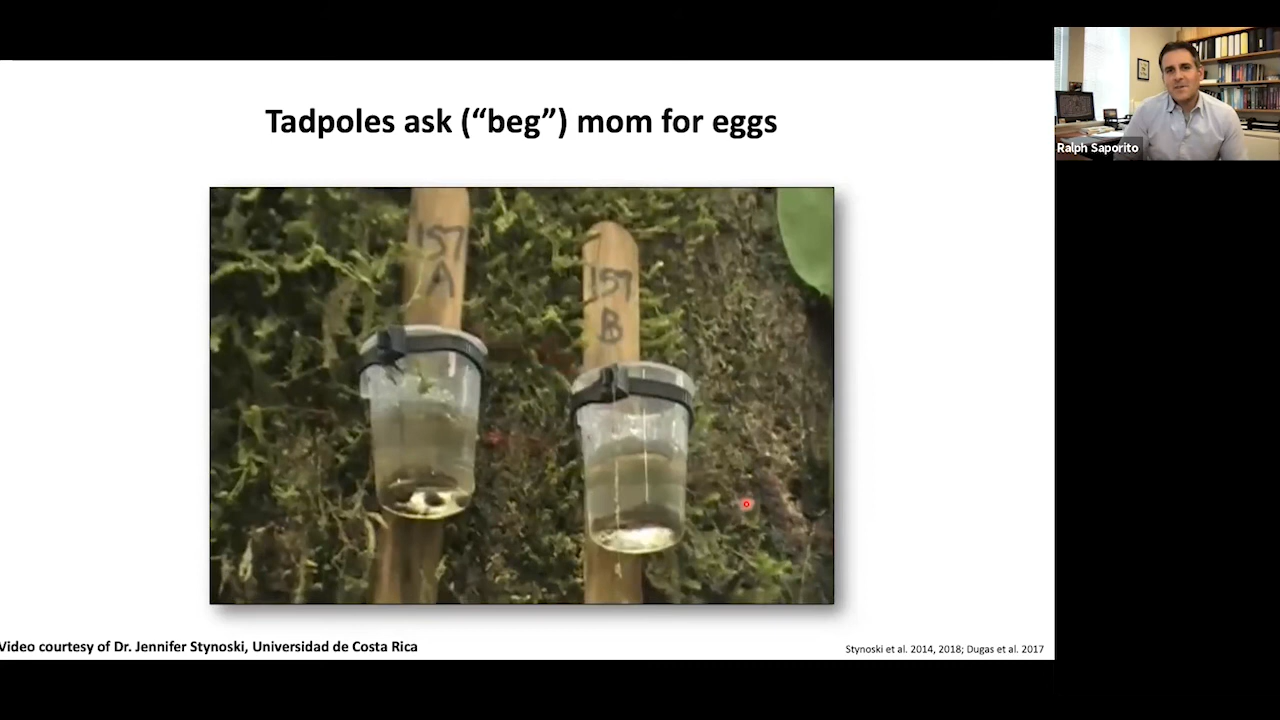 Tadpoles ask (“beg”) mom for eggs
157
A
157
B
Video courtesy of Dr. Jennifer Stynoski, Universidad de Costa Rica
Stynoski et al. 2014, 2018; Dugas et al. 2017
Ralph Saporito